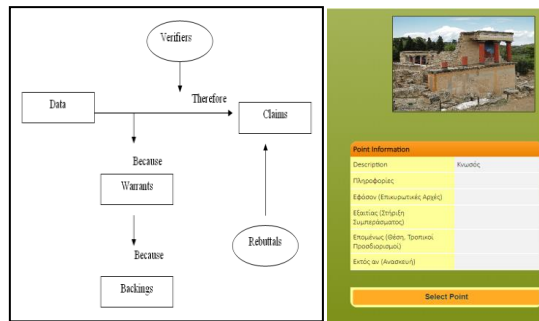 Verifiers
Data
Therefore
Claims
Because
Warrants
Rebuttals
Because
Backings
Point Information
Description Κνωσός
Πληροφορίες
Εφόσον (Επικυρωτικές Αρχές)
Εξαιτίας (Στήριξη
Συμπεράσματος)
Επομένως (Θέση, Τροπικοί
Προσδιορισμοί)
Εκτός αν (Ανασκευή)
Select Point